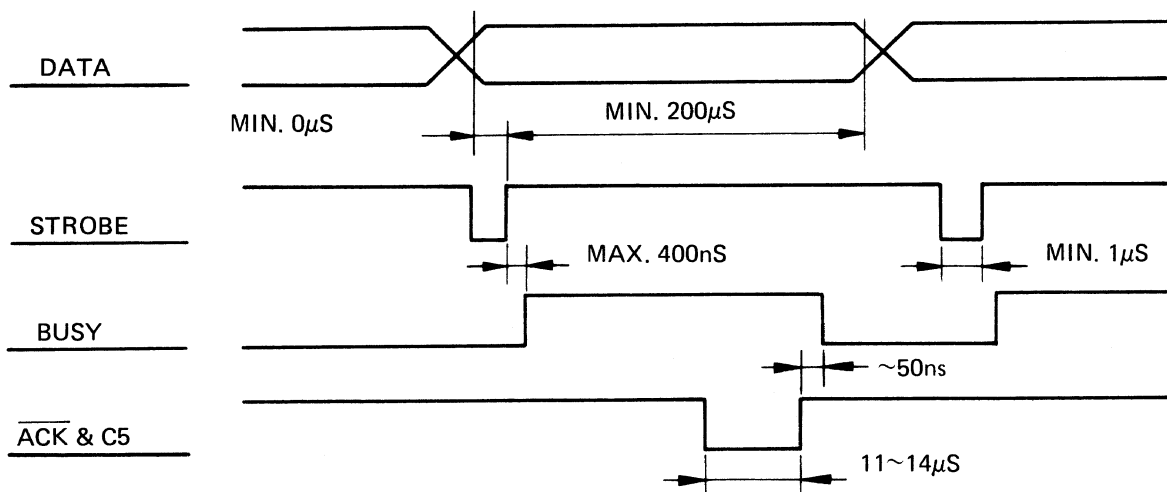 DATA
MIN. 0μS
MIN. 200μS
STROBE
MAX. 400nS
MIN. 1μS
BUSY
~50ns
ACK & C5
11~14μS